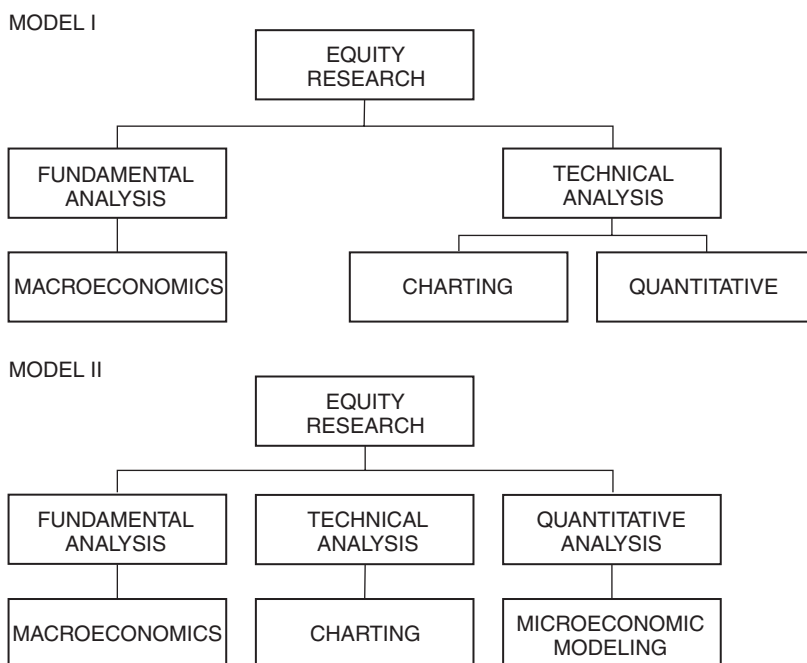 MODEL I
EQUITY
RESEARCH
FUNDAMENTAL
ANALYSIS
TECHNICAL
ANALYSIS
MACROECONOMICS
CHARTING
QUANTITATIVE
MODEL II
EQUITY
RESEARCH
FUNDAMENTAL
ANALYSIS
TECHNICAL
ANALYSIS
QUANTITATIVE
ANALYSIS
MACROECONOMICS
CHARTING
MICROECONOMIC
MODELING